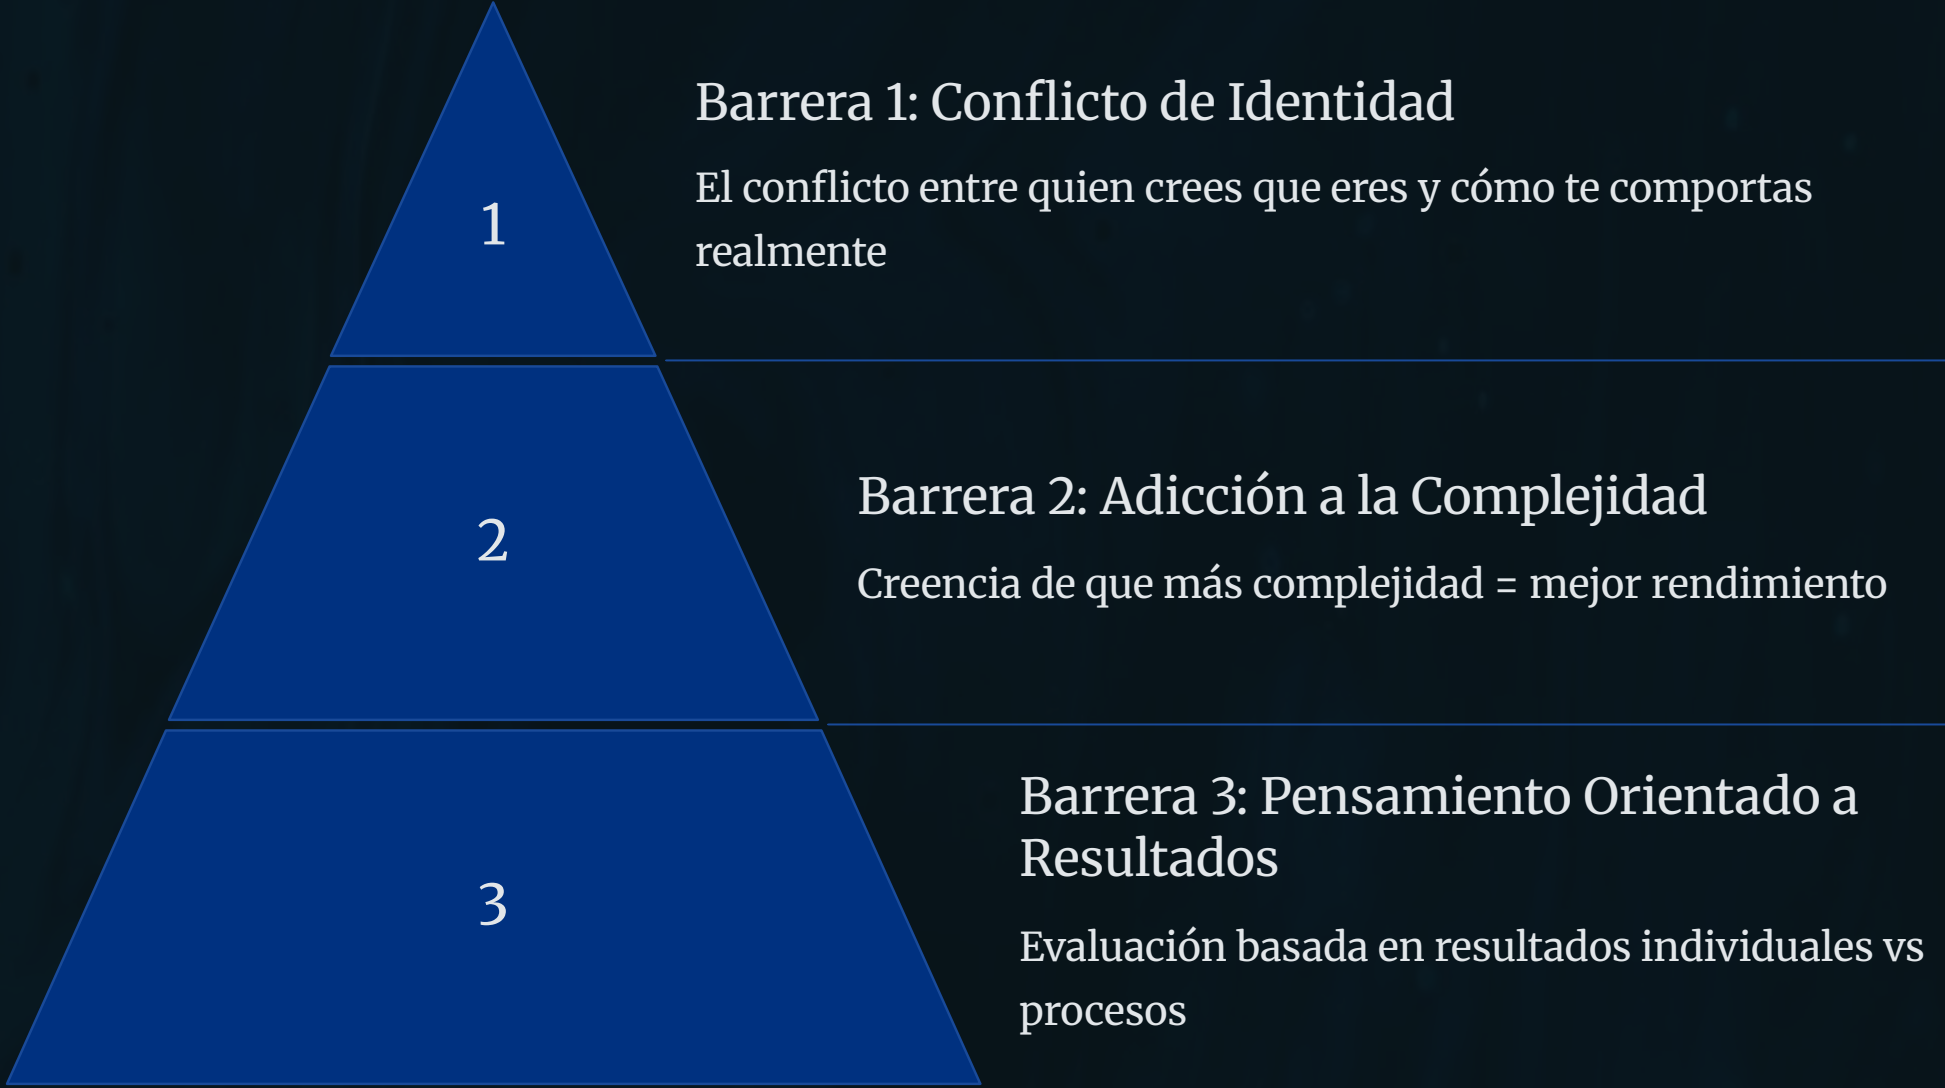 1
Barrera 1: Conflicto de Identidad
El conflicto entre quien crees que eres y cómo te comportas
realmente
2
Barrera 2: Adicción a la Complejidad
Creencia de que más complejidad = mejor rendimiento
3
Barrera 3: Pensamiento Orientado a
Resultados
Evaluación basada en resultados individuales vs
procesos